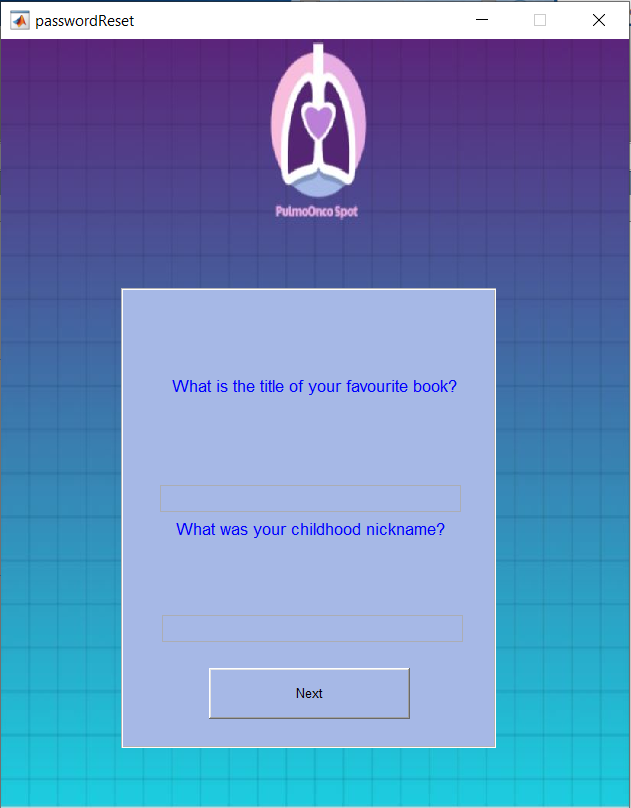 passwordReset
PulmoOnco Spot
What is the title of your favourite book?
What was your childhood nickname?
Next